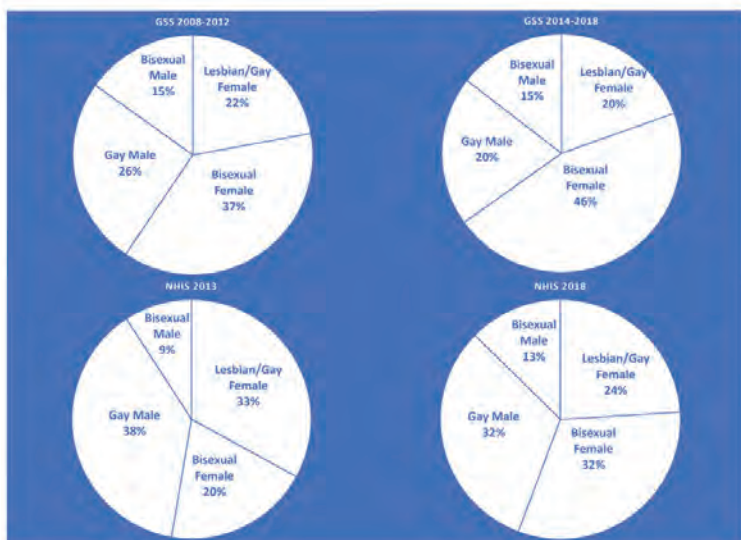 GSS 2008-2012
Bisexual
Male
15%
Lesbian/Gay
Female
22%
Gay Male
26%
Bisexual
Female
37%
GSS 2014-2018
Bisexual
Male
15%
Lesbian/Gay
Female
20%
Gay Male
20%
Bisexual
Female
46%
NHIS 2013
Bisexual
Male
9%
Lesbian/Gay
Female
33%
Gay Male
38%
Bisexual
Female
20%
NHIS 2018
Bisexual
Male
13%
Lesbian/Gay
Female
24%
Gay Male
32%
Bisexual
Female
32%